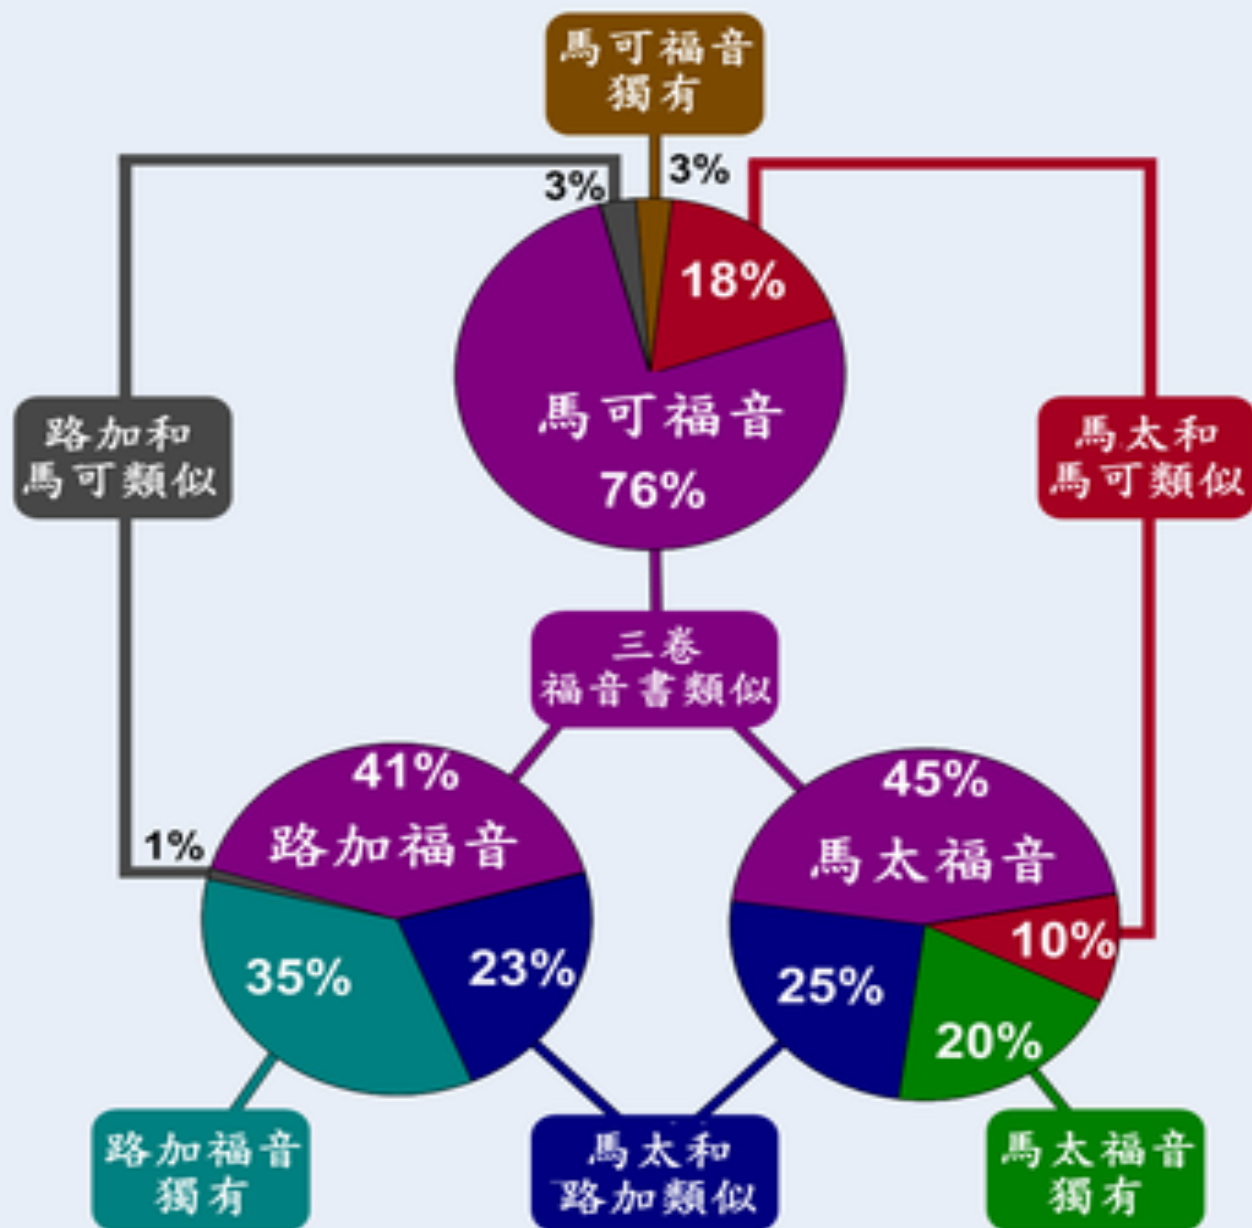 馬可福音
獨有
3%
3%
18%
馬可福音
76%
路加和
馬可類似
馬太和
馬可類似
三卷
福音書類似
41%
路加福音
1%
35%
23%
45%
馬太福音
10%
25%
20%
路加福音
獨有
馬太和
路加類似
馬太福音
獨有